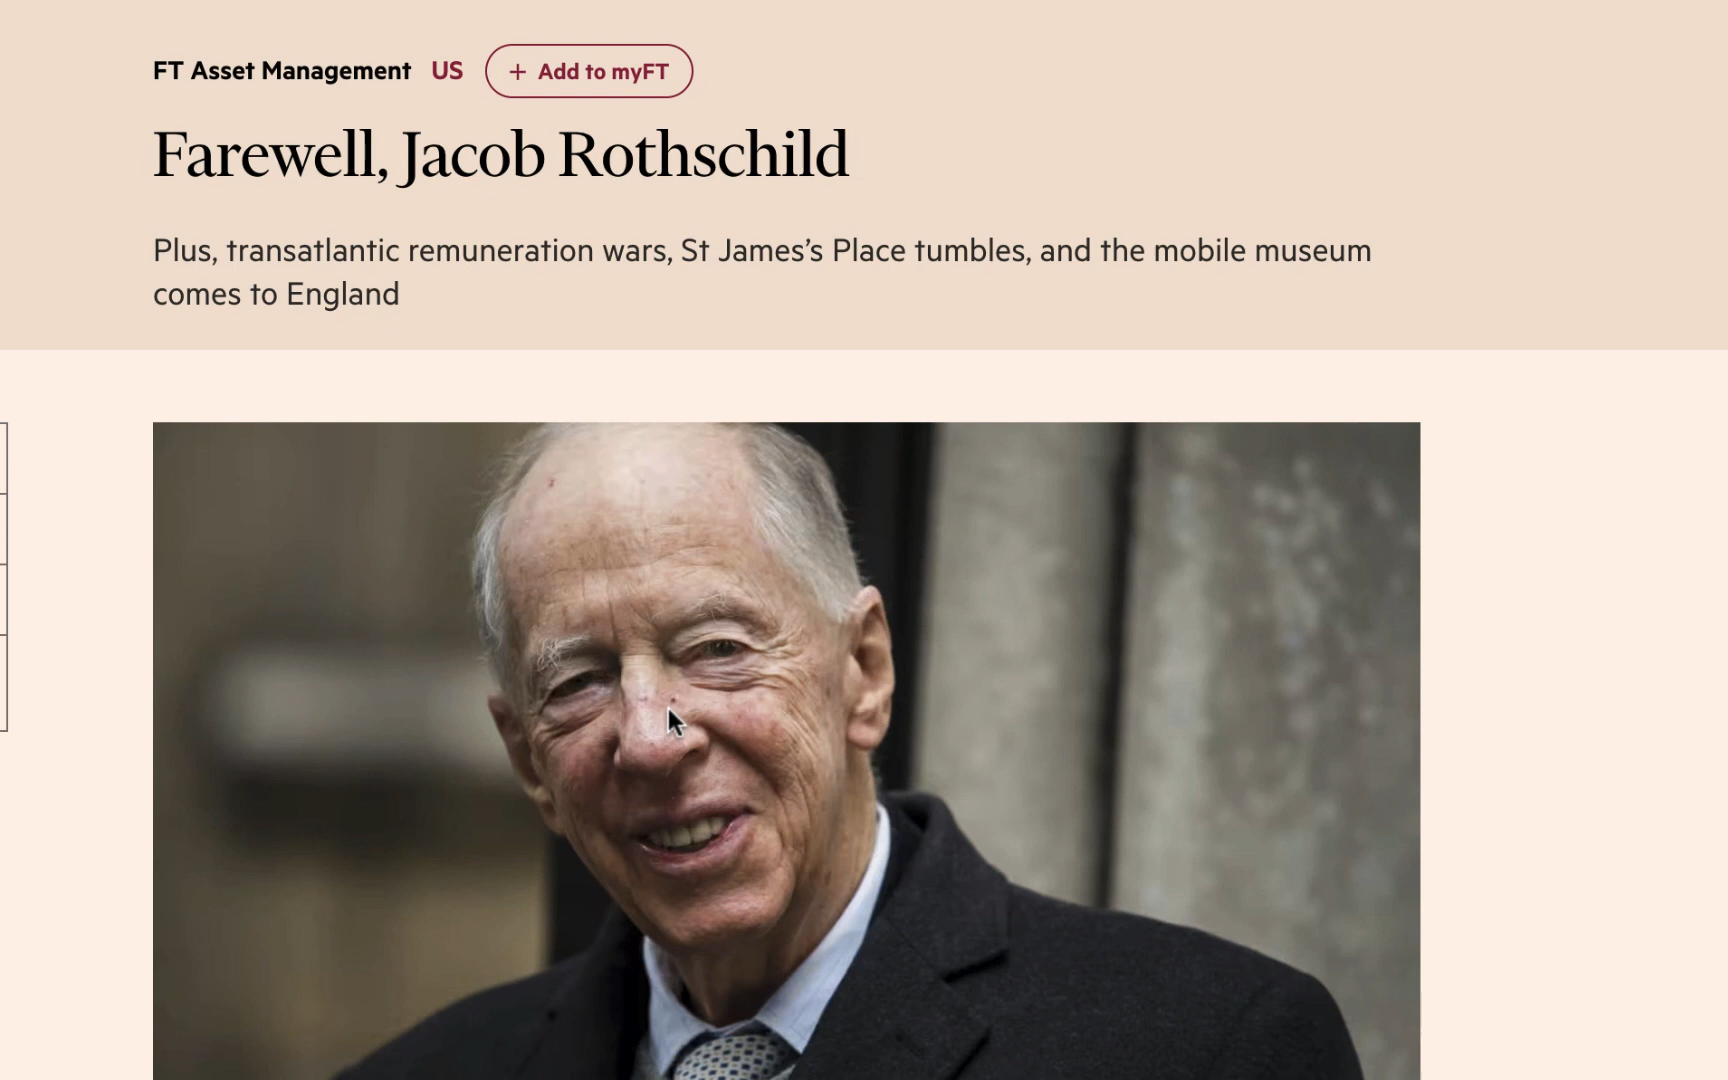 FT Asset Management US + Add to myFT
Farewell, Jacob Rothschild
Plus, transatlantic remuneration wars, St James’s Place tumbles, and the mobile museum
comes to England